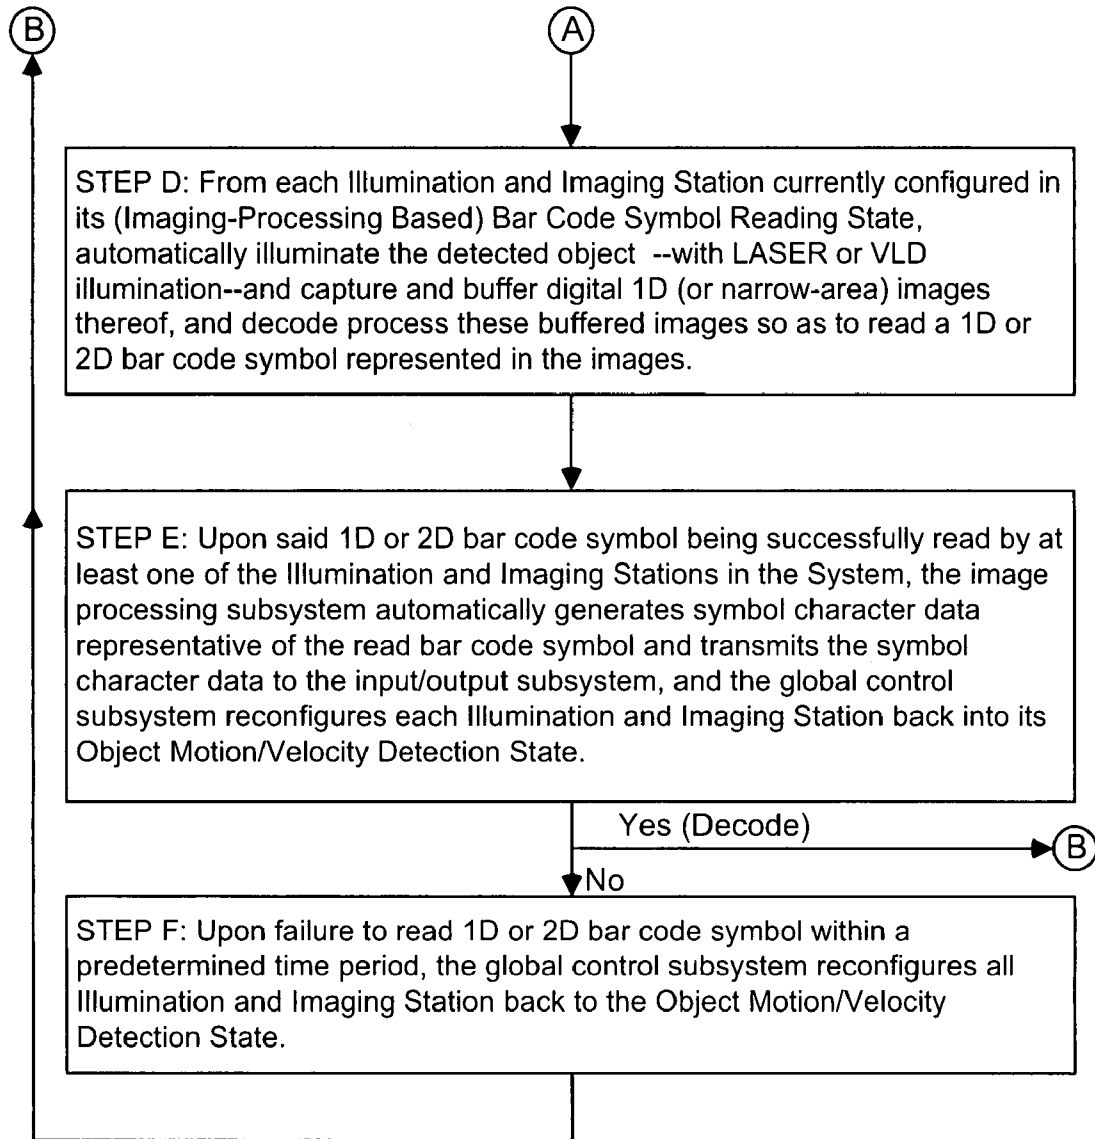 B
A
STEP D: From each Illumination and Imaging Station currently configured in
its (Imaging-Processing Based) Bar Code Symbol Reading State,
automatically illuminate the detected object --with LASER or VLD
illumination--and capture and buffer digital 1D (or narrow-area) images
thereof, and decode process these buffered images so as to read a 1D or
2D bar code symbol represented in the images.
STEP E: Upon said 1D or 2D bar code symbol being successfully read by at
least one of the Illumination and Imaging Stations in the System, the image
processing subsystem automatically generates symbol character data
representative of the read bar code symbol and transmits the symbol
character data to the input/output subsystem, and the global control
subsystem reconfigures each Illumination and Imaging Station back into its
Object Motion/Velocity Detection State.
Yes (Decode)
B
No
STEP F: Upon failure to read 1D or 2D bar code symbol within a
predetermined time period, the global control subsystem reconfigures all
Illumination and Imaging Station back to the Object Motion/Velocity
Detection State.